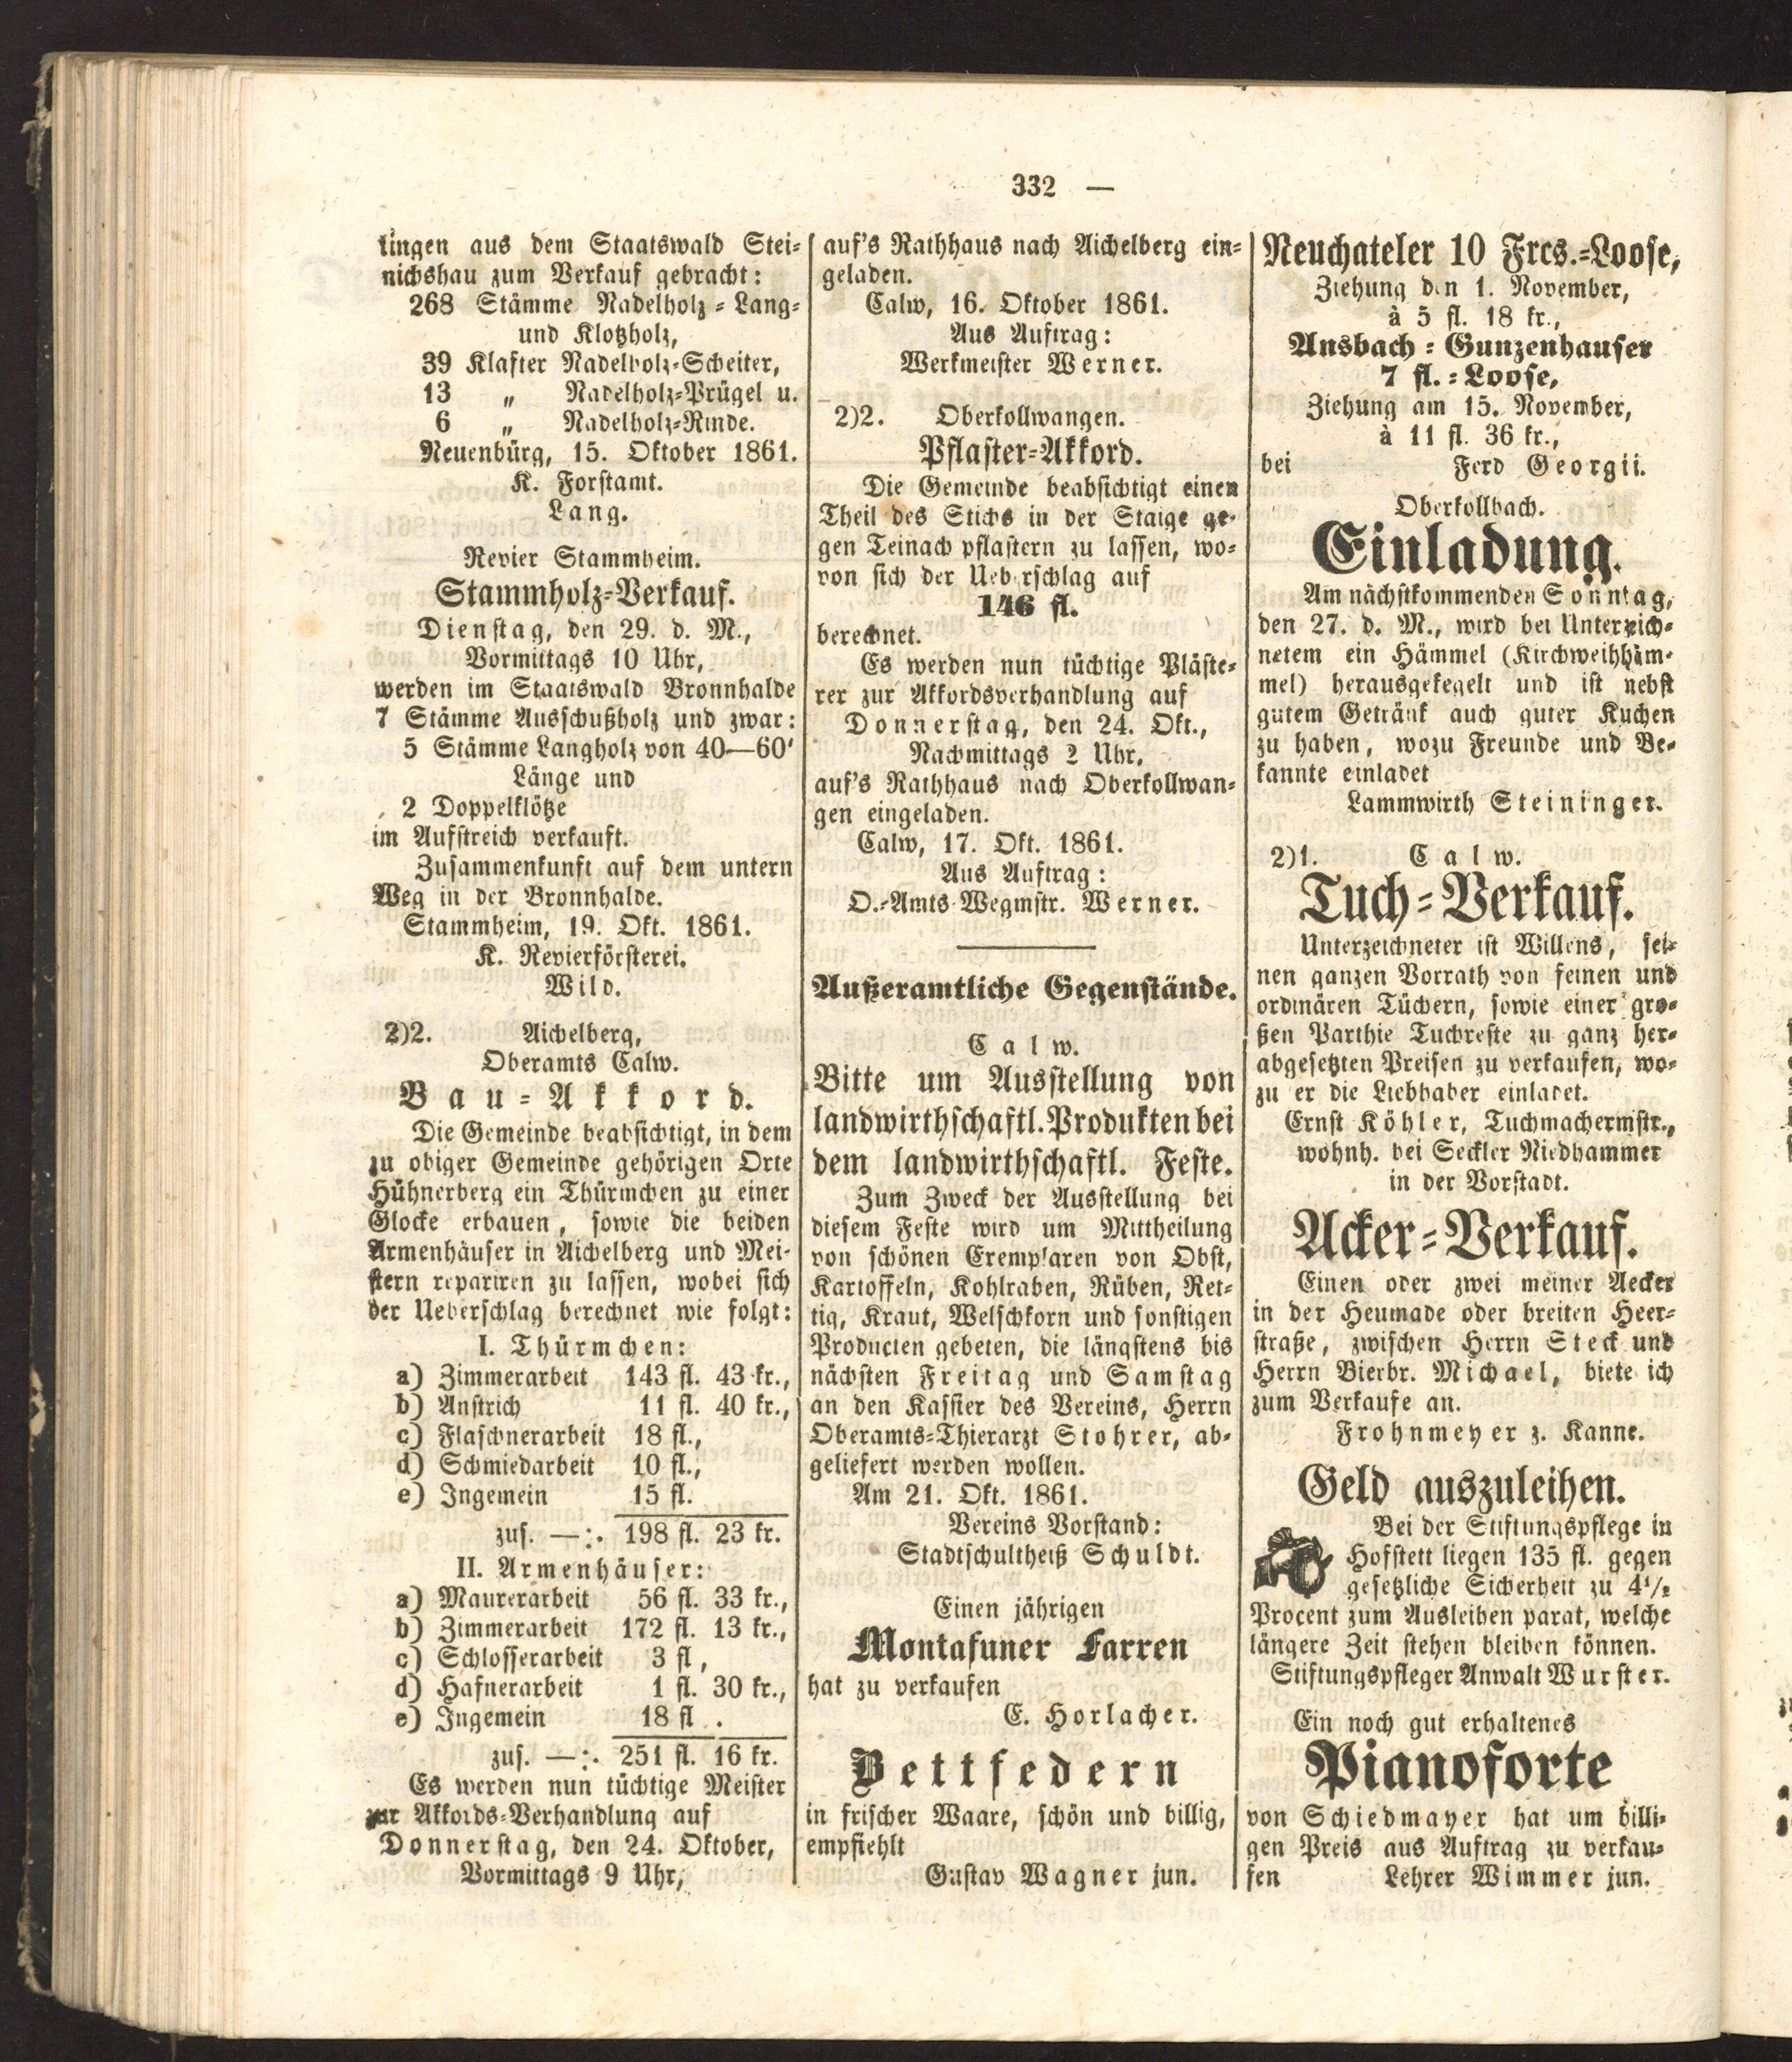 332 —
lingen aus dem Staatswald Stei-
nichshau zum Verkauf gebracht:
268 Stämme Nadelholz-Lang-
und Klotzholz,
39 Klafter Nadelholz-Scheiter,
13 „ Nadelholz-Prügel u.
6 „ Nadelholz-Rinde.
Neuenbürg, 15. Oktober 1861.
K. Forstamt.
Lang.
Revier Stammheim.
Stammholz-Verkauf.
Dienstag, den 29. d. M.,
Vormittags 10 Uhr,
werden im Staatswald Bronnhalde
7 Stämme Ausschußholz und zwar:
5 Stämme Langholz von 40—60'
Länge und
2 Doppelklötze
im Aufstreich verkauft.
Zusammenkunft auf dem untern
Weg in der Bronnhalde.
Stammheim, 19. Okt. 1861.
K. Revierförsterei.
Wild.
2)2. Aichelberg,
Oberamts Calw.
Bau-Akkord.
Die Gemeinde beabsichtigt, in dem
zu obiger Gemeinde gehörigen Orte
Hühnerberg ein Thürmchen zu einer
Glocke erbauen, sowie die beiden
Armenhäuser in Aichelberg und Mei-
stern repariren zu lassen, wobei sich
der Ueberschlag berechnet wie folgt:
I. Thürmchen:
a) Zimmerarbeit 143 fl. 43 kr.,
b) Anstrich 11 fl. 40 kr.,
c) Flaschnerarbeit 18 fl.,
d) Schmiedarbeit 10 fl.,
e) Ingemein 15 fl.
zus. —:. 198 fl. 23 kr.
II. Armenhäuser:
a) Maurerarbeit 56 fl. 33 kr.,
b) Zimmerarbeit 172 fl. 13 kr.,
c) Schlosserarbeit 3 fl,
d) Hafnerarbeit 1 fl. 30 kr.,
e) Ingemein 18 fl .
zus. —:. 251 fl. 16 kr.
Es werden nun tüchtige Meister
zur Akkords-Verhandlung auf
Donnerstag, den 24. Oktober,
Vormittags 9 Uhr,
auf's Rathhaus nach Aichelberg ein-
geladen.
Calw, 16. Oktober 1861.
Aus Auftrag:
Werkmeister Werner.
2)2. Oberkollwangen.
Pflaster-Akkord.
Die Gemeinde beabsichtigt einen
Theil des Stichs in der Staige ge-
gen Teinach pflastern zu lassen, wo-
von sich der Ueberschlag auf
146 fl.
berechnet.
Es werden nun tüchtige Pläste-
rer zur Akkordsverhandlung auf
Donnerstag, den 24. Okt.,
Nachmittags 2 Uhr,
auf's Rathhaus nach Oberkollwan-
gen eingeladen.
Calw, 17. Okt. 1861.
Aus Auftrag:
O.-Amts-Wegmstr. Werner.
Außeramtliche Gegenstände.
Calw.
Bitte um Ausstellung von
landwirthschaftl. Produkten bei
dem landwirthschaftl. Feste.
Zum Zweck der Ausstellung bei
diesem Feste wird um Mittheilung
von schönen Exemplaren von Obst,
Kartoffeln, Kohlraben, Rüben, Ret-
tig, Kraut, Welschkorn und sonstigen
Producten gebeten, die längstens bis
nächsten Freitag und Samstag
an den Kassier des Vereins, Herrn
Oberamts-Thierarzt Stohrer, ab-
geliefert werden wollen.
Am 21. Okt. 1861.
Vereins Vorstand:
Stadtschultheiß Schuldt.
Einen jährigen
Montafuner Farren
hat zu verkaufen
E. Horlacher.
Bettfedern
in frischer Waare, schön und billig,
empfiehlt
Gustav Wagner jun.
Neuchateler 10 Frcs.-Loose,
Ziehung den 1. November,
à 5 fl. 18 kr.,
Ansbach-Gunzenhauser
7 fl.-Loose,
Ziehung am 15. November,
à 11 fl. 36 kr.,
bei Ferd Georgii.
Oberkollbach.
Einladung.
Am nächstkommenden Sonntag,
den 27. d. M., wird bei Unterzeich-
netem ein Hämmel (Kirchweihhäm-
mel) herausgekegelt und ist nebst
gutem Getränk auch guter Kuchen
zu haben, wozu Freunde und Be-
kannte einladet
Lammwirth Steininger.
2)1. Calw.
Tuch-Verkauf.
Unterzeichneter ist Willens, sei-
nen ganzen Vorrath von feinen und
ordinären Tüchern, sowie einer gro-
ßen Parthie Tuchreste zu ganz her-
abgesetzten Preisen zu verkaufen, wo-
zu er die Liebhaber einladet.
Ernst Köhler, Tuchmachermstr.,
wohnh. bei Seckler Niedhammer
in der Vorstadt.
Acker-Verkauf.
Einen oder zwei meiner Aecker
in der Heumade oder breiten Heer-
straße, zwischen Herrn Steck und
Herrn Bierbr. Michael, biete ich
zum Verkaufe an.
Frohnmeyer z. Kanne.
Geld auszuleihen.
Bei der Stiftungspflege in
Hofstett liegen 135 fl. gegen
gesetzliche Sicherheit zu 4½
Procent zum Ausleihen parat, welche
längere Zeit stehen bleiben können.
Stiftungspfleger Anwalt Wurster.
Ein noch gut erhaltenes
Pianoforte
von Schiedmayer hat um billi-
gen Preis aus Auftrag zu verkau-
fen Lehrer Wimmer jun.